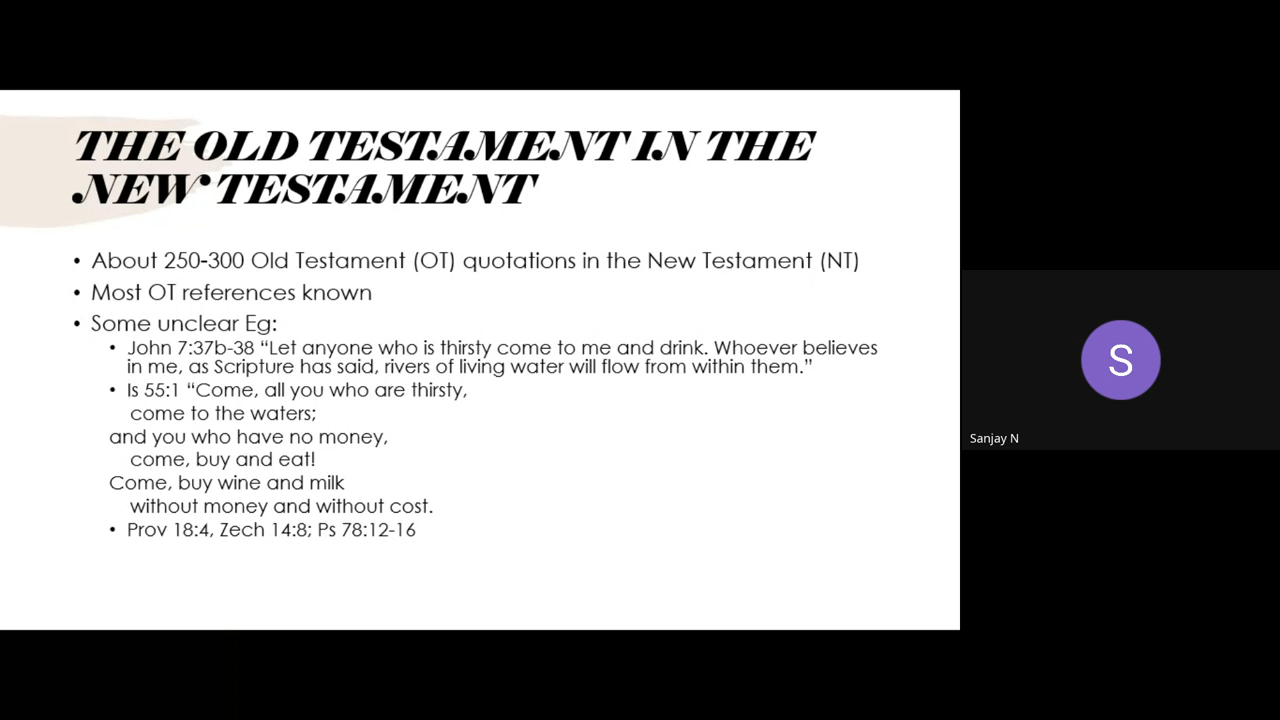 THE OLD TESTAMENT IN THE
NEW TESTAMENT
• About 250-300 Old Testament (OT) quotations in the New Testament (NT)
• Most OT references known
• Some unclear Eg:
• John 7:37b-38 “Let anyone who is thirsty come to me and drink. Whoever believes
in me, as Scripture has said, rivers of living water will flow from within them.”
• Is 55:1 “Come, all you who are thirsty,
come to the waters;
and you who have no money,
come, buy and eat!
Come, buy wine and milk
without money and without cost.
• Prov 18:4, Zech 14:8; Ps 78:12-16
S
Sanjay N